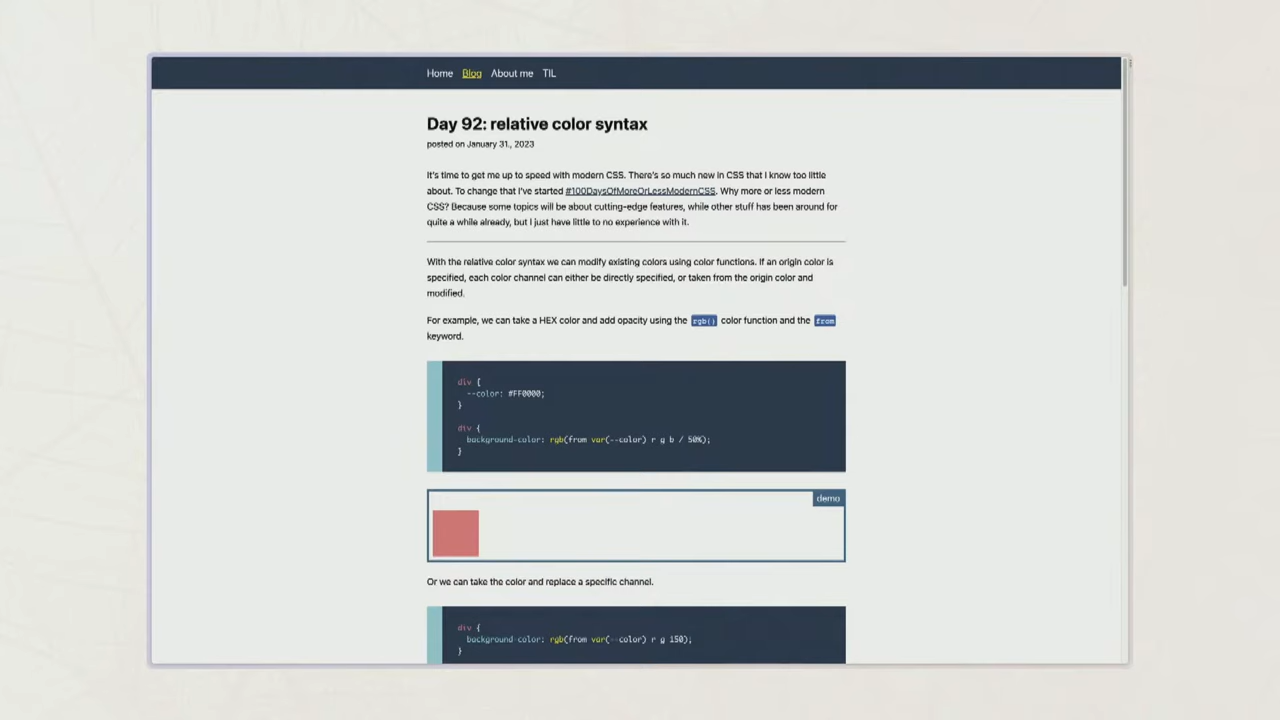 Home Blog About me TIL
Day 92: relative color syntax
posted on January 31., 2023
It's time to get me up to speed with modern CSS. There's so much new in CSS that I know too little
about. To change that I've started #100DaysOfMoreOrLessModernCSS. Why more or less modern
CSS? Because some topics will be about cutting-edge features, while other stuff has been around for
quite a while already, but I just have little to no experience with it.
With the relative color syntax we can modify existing colors using color functions. If an origin color is
specified, each color channel can either be directly specified, or taken from the origin color and
modified.
For example, we can take a HEX color and add opacity using the rgb() color function and the from
keyword.
div {
--color: #FF0000;
}
div {
background-color: rgb(from var(--color) r g b / 50%);
}
demo
Or we can take the color and replace a specific channel.
div {
background-color: rgb(from var(--color) r g 150);
}